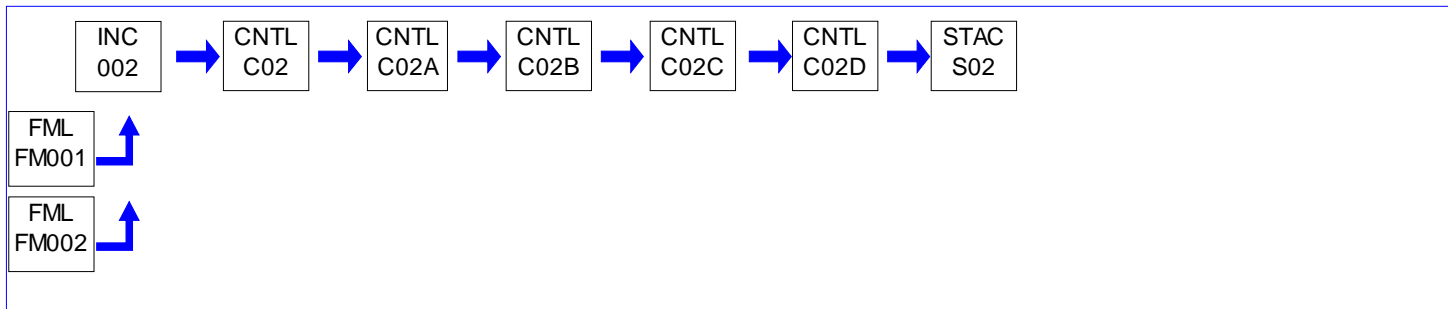 INC
002
CNTL
C02
CNTL
C02A
CNTL
C02B
CNTL
C02C
CNTL
C02D
STAC
S02
FML
FM001
FML
FM002